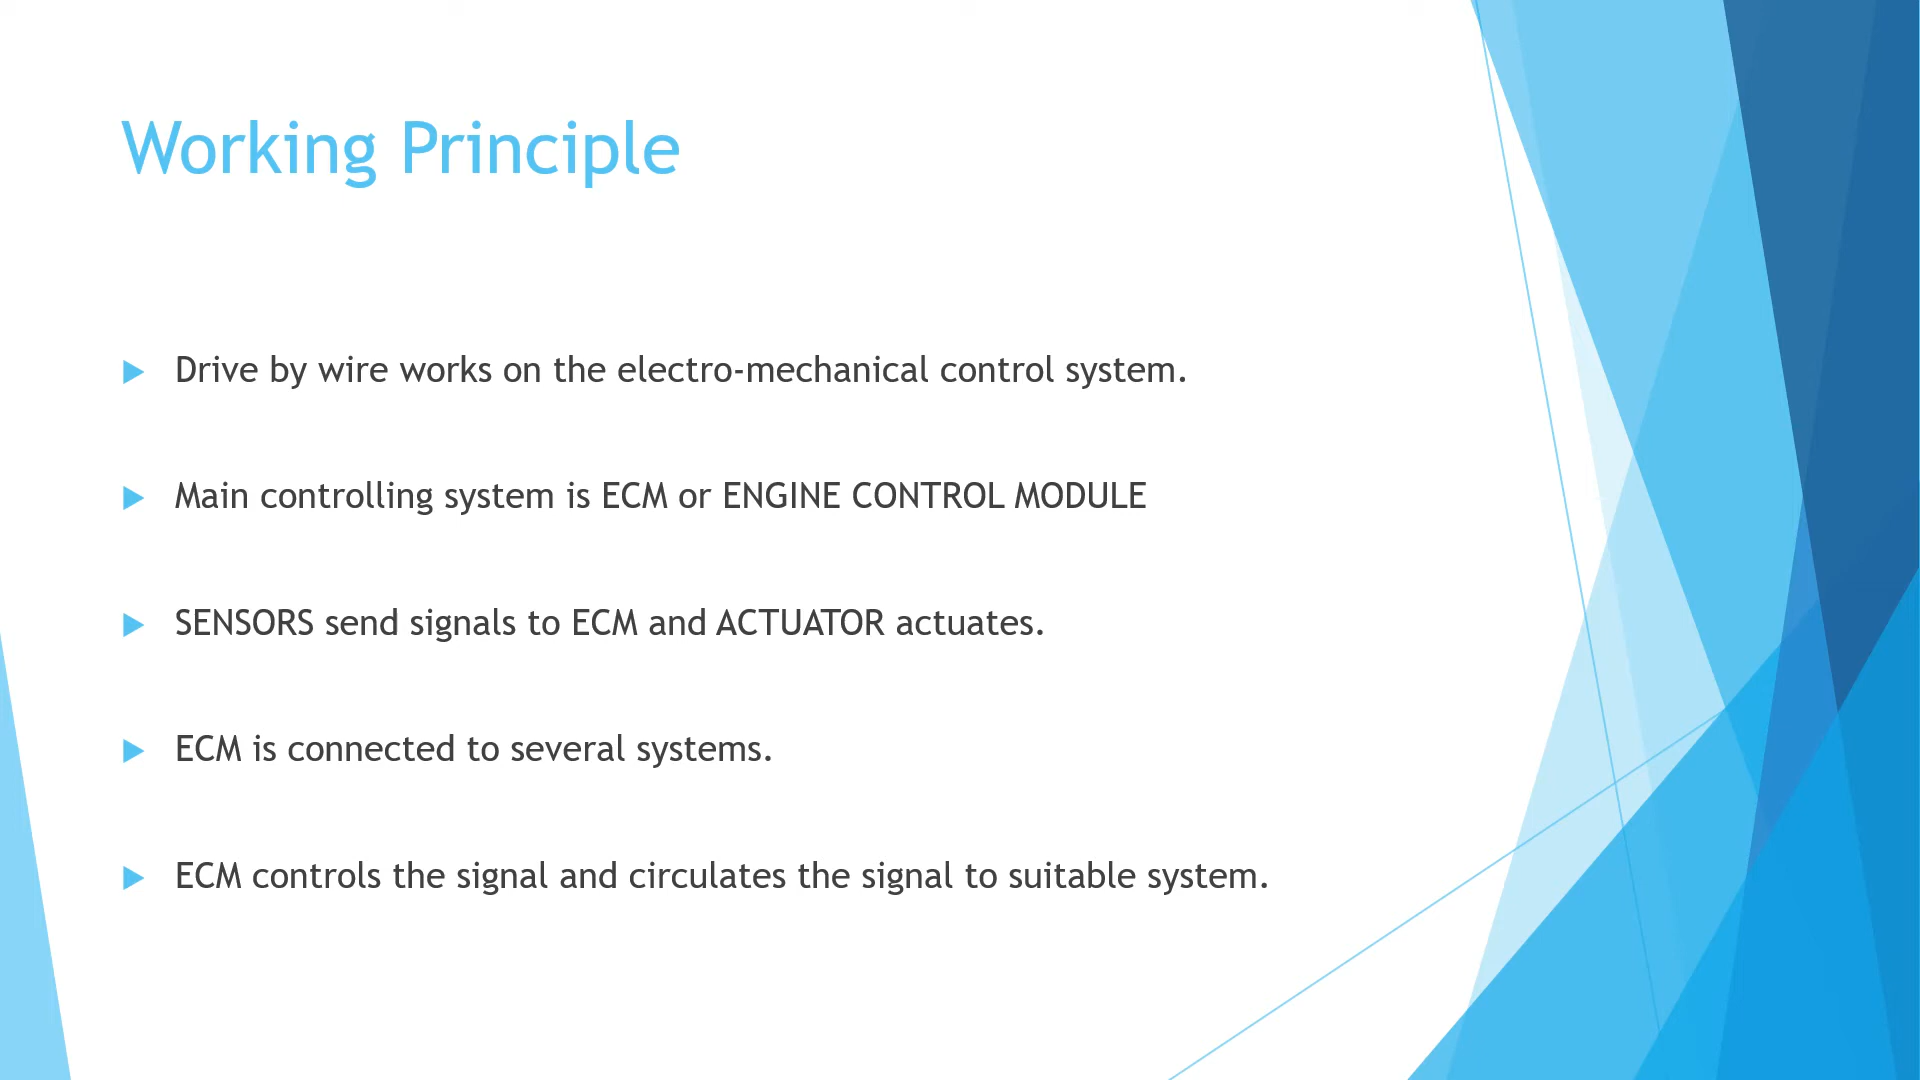 Working Principle
Drive by wire works on the electro-mechanical control system.
Main controlling system is ECM or ENGINE CONTROL MODULE
SENSORS send signals to ECM and ACTUATOR actuates.
ECM is connected to several systems.
ECM controls the signal and circulates the signal to suitable system.